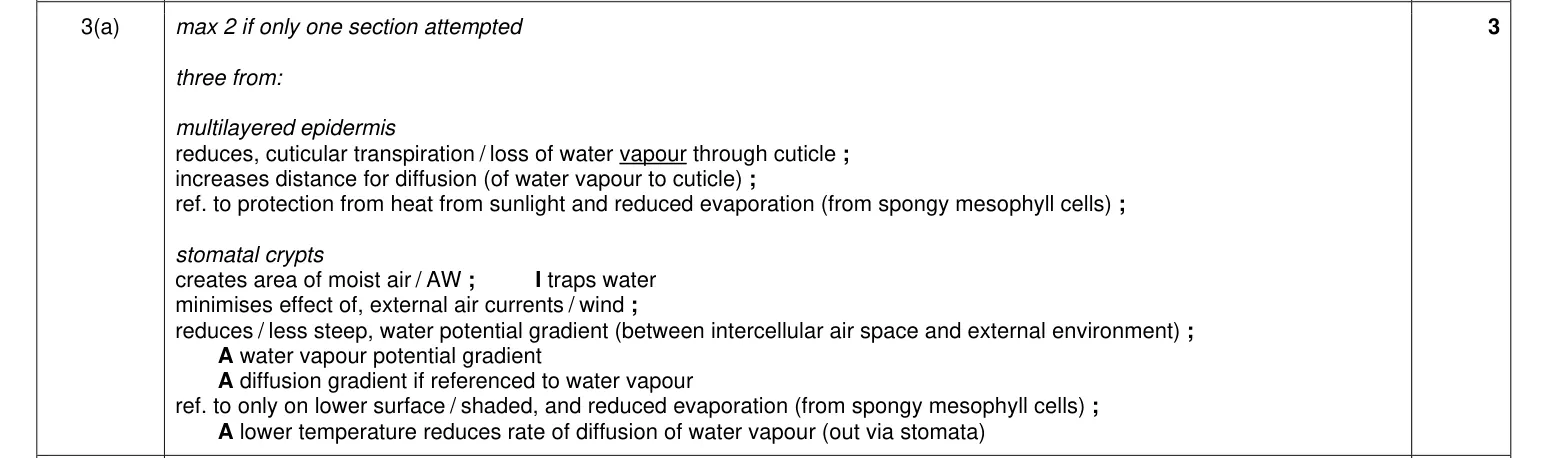 3(a) max 2 if only one section attempted 3
three from:
multilayered epidermis
reduces, cuticular transpiration / loss of water vapour through cuticle ;
increases distance for diffusion (of water vapour to cuticle) ;
ref. to protection from heat from sunlight and reduced evaporation (from spongy mesophyll cells) ;
stomatal crypts
creates area of moist air / AW ; I traps water
minimises effect of, external air currents / wind ;
reduces / less steep, water potential gradient (between intercellular air space and external environment) ;
A water vapour potential gradient
A diffusion gradient if referenced to water vapour
ref. to only on lower surface / shaded, and reduced evaporation (from spongy mesophyll cells) ;
A lower temperature reduces rate of diffusion of water vapour (out via stomata)